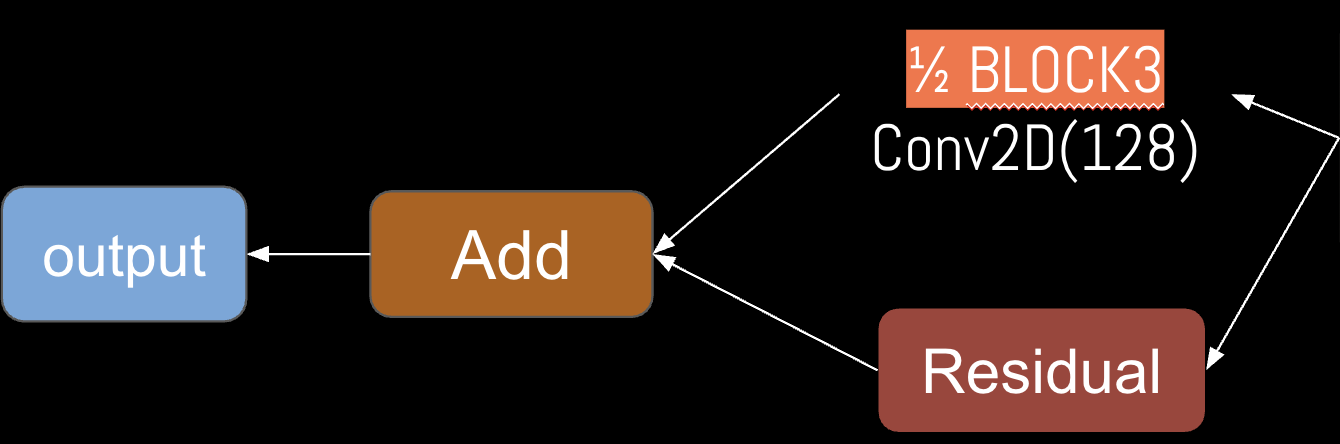 ½ BLOCK3
Conv2D(128)
output
Add
Residual